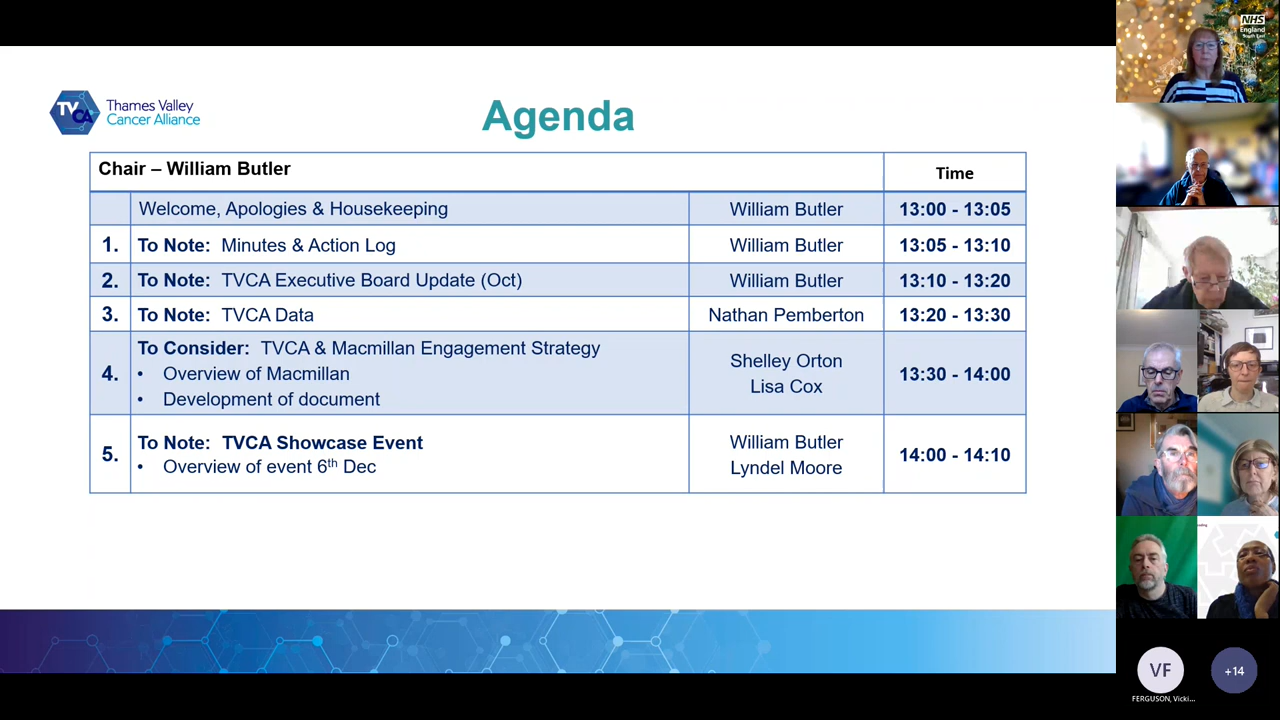 TVCA
Thames Valley
Cancer Alliance
Agenda
Chair – William Butler
Time
Welcome, Apologies & Housekeeping
William Butler
13:00 - 13:05
1.
To Note: Minutes & Action Log
William Butler
13:05 - 13:10
2.
To Note: TVCA Executive Board Update (Oct)
William Butler
13:10 - 13:20
3.
To Note: TVCA Data
Nathan Pemberton
13:20 - 13:30
4.
To Consider: TVCA & Macmillan Engagement Strategy
• Overview of Macmillan
• Development of document
Shelley Orton
Lisa Cox
13:30 - 14:00
5.
To Note: TVCA Showcase Event
• Overview of event 6th Dec
William Butler
Lyndel Moore
14:00 - 14:10
NHS
England
South East
VF
FERGUSON, Vicki...
+14